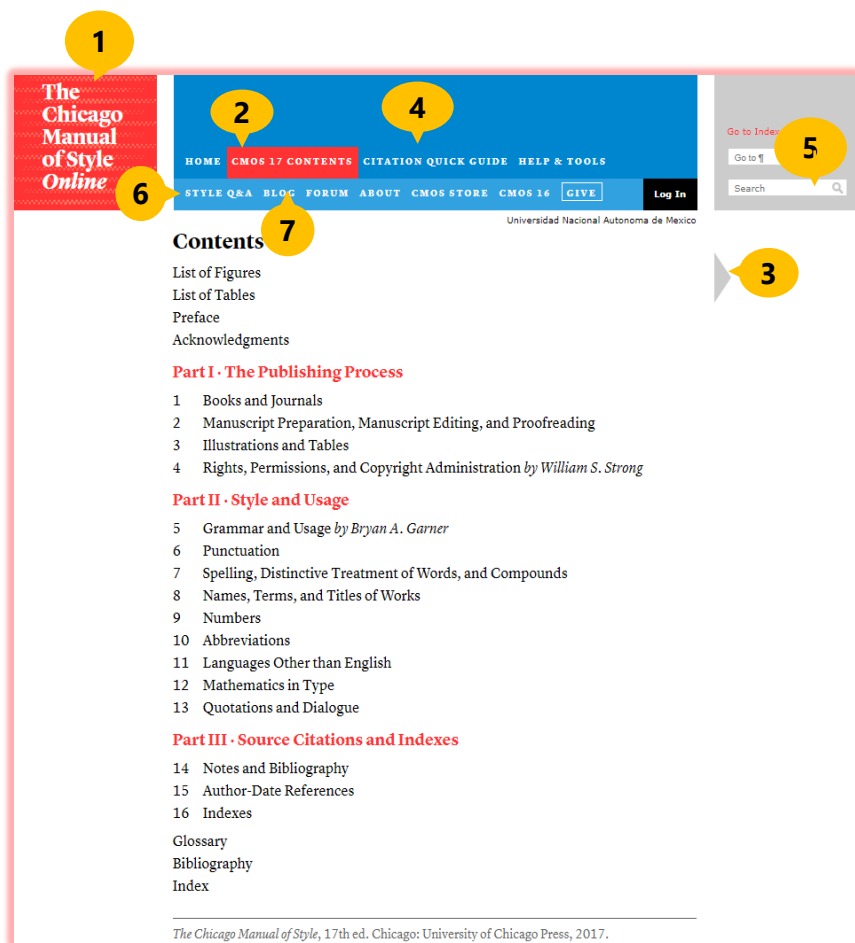 1
The
Chicago
Manual
of Style
Online
2
4
HOME CMOS 17 CONTENTS CITATION QUICK GUIDE HELP & TOOLS
6
STYLE Q&A BLOG FORUM ABOUT CMOS STORE CMOS 16 GIVE Log In
7
Go to Index
5
Go to ¶
Search
Universidad Nacional Autonoma de Mexico
3
Contents
List of Figures
List of Tables
Preface
Acknowledgments
Part I · The Publishing Process
1 Books and Journals
2 Manuscript Preparation, Manuscript Editing, and Proofreading
3 Illustrations and Tables
4 Rights, Permissions, and Copyright Administration by William S. Strong
Part II · Style and Usage
5 Grammar and Usage by Bryan A. Garner
6 Punctuation
7 Spelling, Distinctive Treatment of Words, and Compounds
8 Names, Terms, and Titles of Works
9 Numbers
10 Abbreviations
11 Languages Other than English
12 Mathematics in Type
13 Quotations and Dialogue
Part III · Source Citations and Indexes
14 Notes and Bibliography
15 Author-Date References
16 Indexes
Glossary
Bibliography
Index
The Chicago Manual of Style, 17th ed. Chicago: University of Chicago Press, 2017.